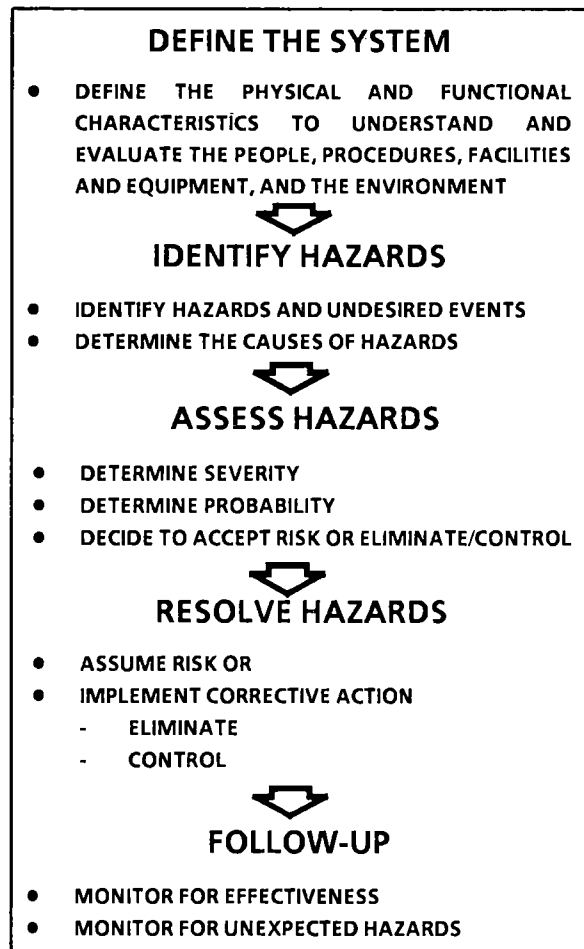 DEFINE THE SYSTEM
• DEFINE THE PHYSICAL AND FUNCTIONAL
CHARACTERISTICS TO UNDERSTAND AND
EVALUATE THE PEOPLE, PROCEDURES, FACILITIES
AND EQUIPMENT, AND THE ENVIRONMENT
IDENTIFY HAZARDS
• IDENTIFY HAZARDS AND UNDESIRED EVENTS
• DETERMINE THE CAUSES OF HAZARDS
ASSESS HAZARDS
• DETERMINE SEVERITY
• DETERMINE PROBABILITY
• DECIDE TO ACCEPT RISK OR ELIMINATE/CONTROL
RESOLVE HAZARDS
• ASSUME RISK OR
• IMPLEMENT CORRECTIVE ACTION
- ELIMINATE
- CONTROL
FOLLOW-UP
• MONITOR FOR EFFECTIVENESS
• MONITOR FOR UNEXPECTED HAZARDS